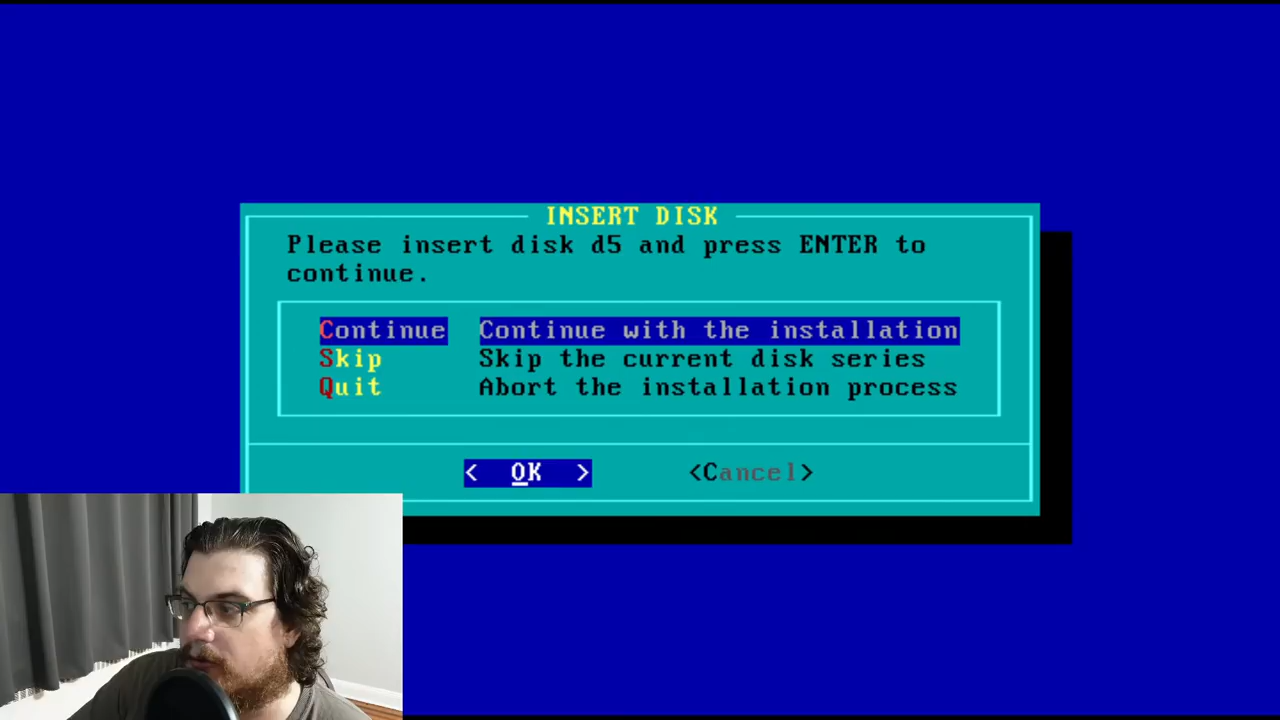 INSERT DISK
Please insert disk d5 and press ENTER to
continue.
Continue Continue with the installation
Skip Skip the current disk series
Quit Abort the installation process
< OK > <Cancel>